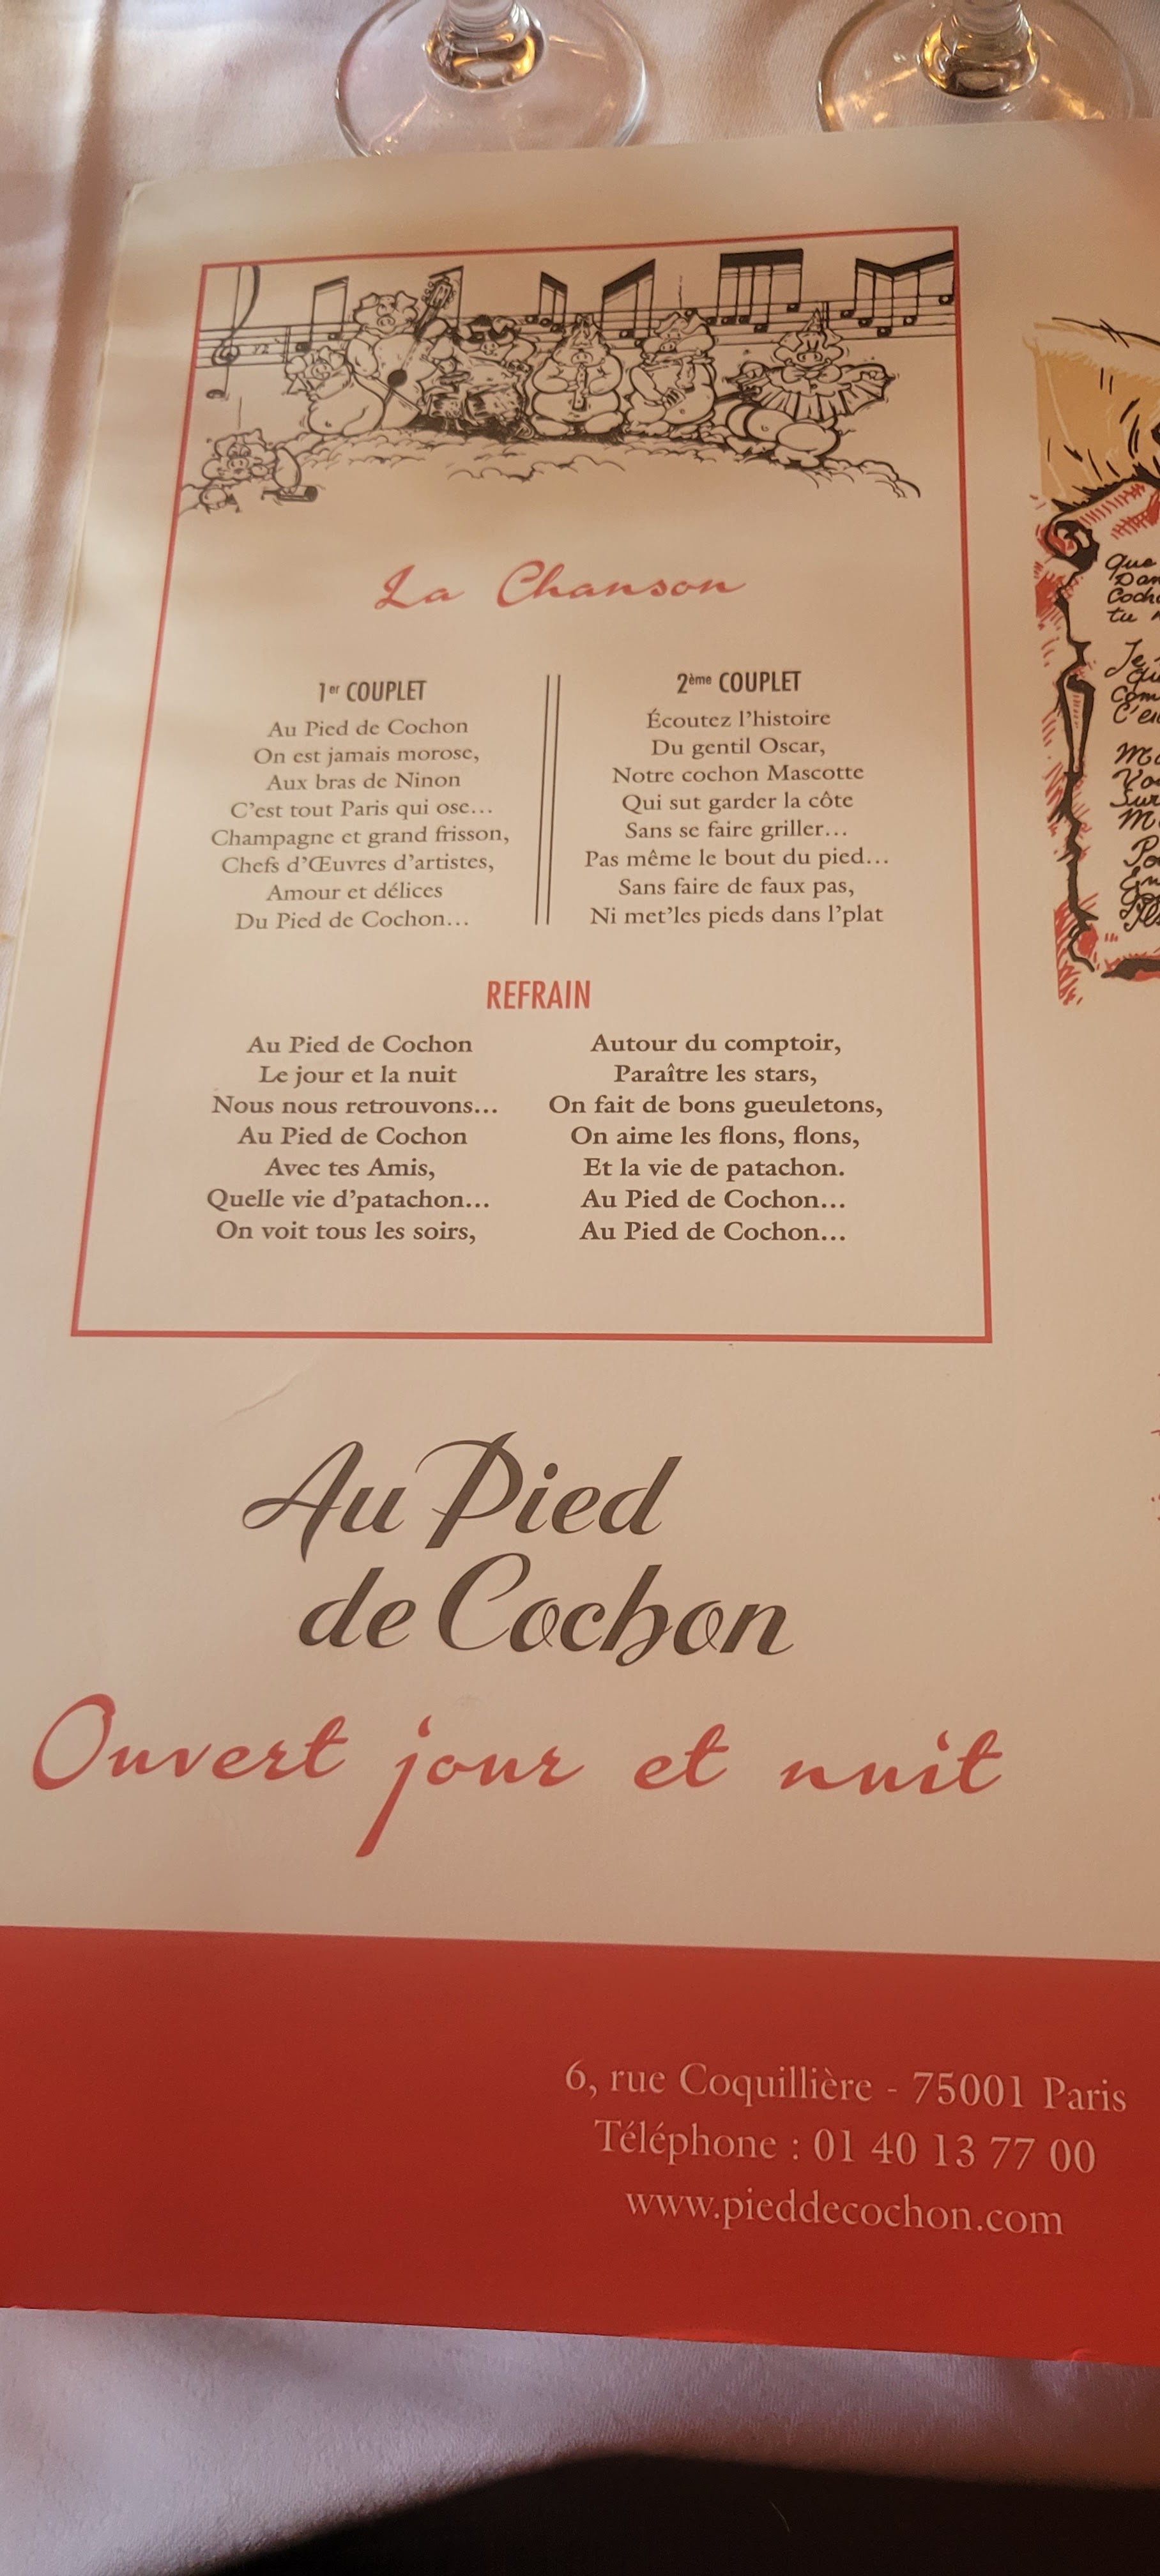 La Chanson
1er COUPLET
Au Pied de Cochon
On est jamais morose,
Aux bras de Ninon
C'est tout Paris qui ose...
Champagne et grand frisson,
Chefs d'Œuvres d'artistes,
Amour et délices
Du Pied de Cochon...
2ème COUPLET
Écoutez l'histoire
Du gentil Oscar,
Notre cochon Mascotte
Qui sut garder la côte
Sans se faire griller...
Pas même le bout du pied...
Sans faire de faux pas,
Ni met'les pieds dans l'plat
REFRAIN
Au Pied de Cochon
Le jour et la nuit
Nous nous retrouvons...
Au Pied de Cochon
Avec tes Amis,
Quelle vie d'patachon...
On voit tous les soirs,
Autour du comptoir,
Paraître les stars,
On fait de bons gueuletons,
On aime les flons, flons,
Et la vie de patachon.
Au Pied de Cochon...
Au Pied de Cochon...
Au Pied
de Cochon
Ouvert jour et nuit
6, rue Coquillière - 75001 Paris
Téléphone : 01 40 13 77 00
www.pieddecochon.com
Que
tu
Je